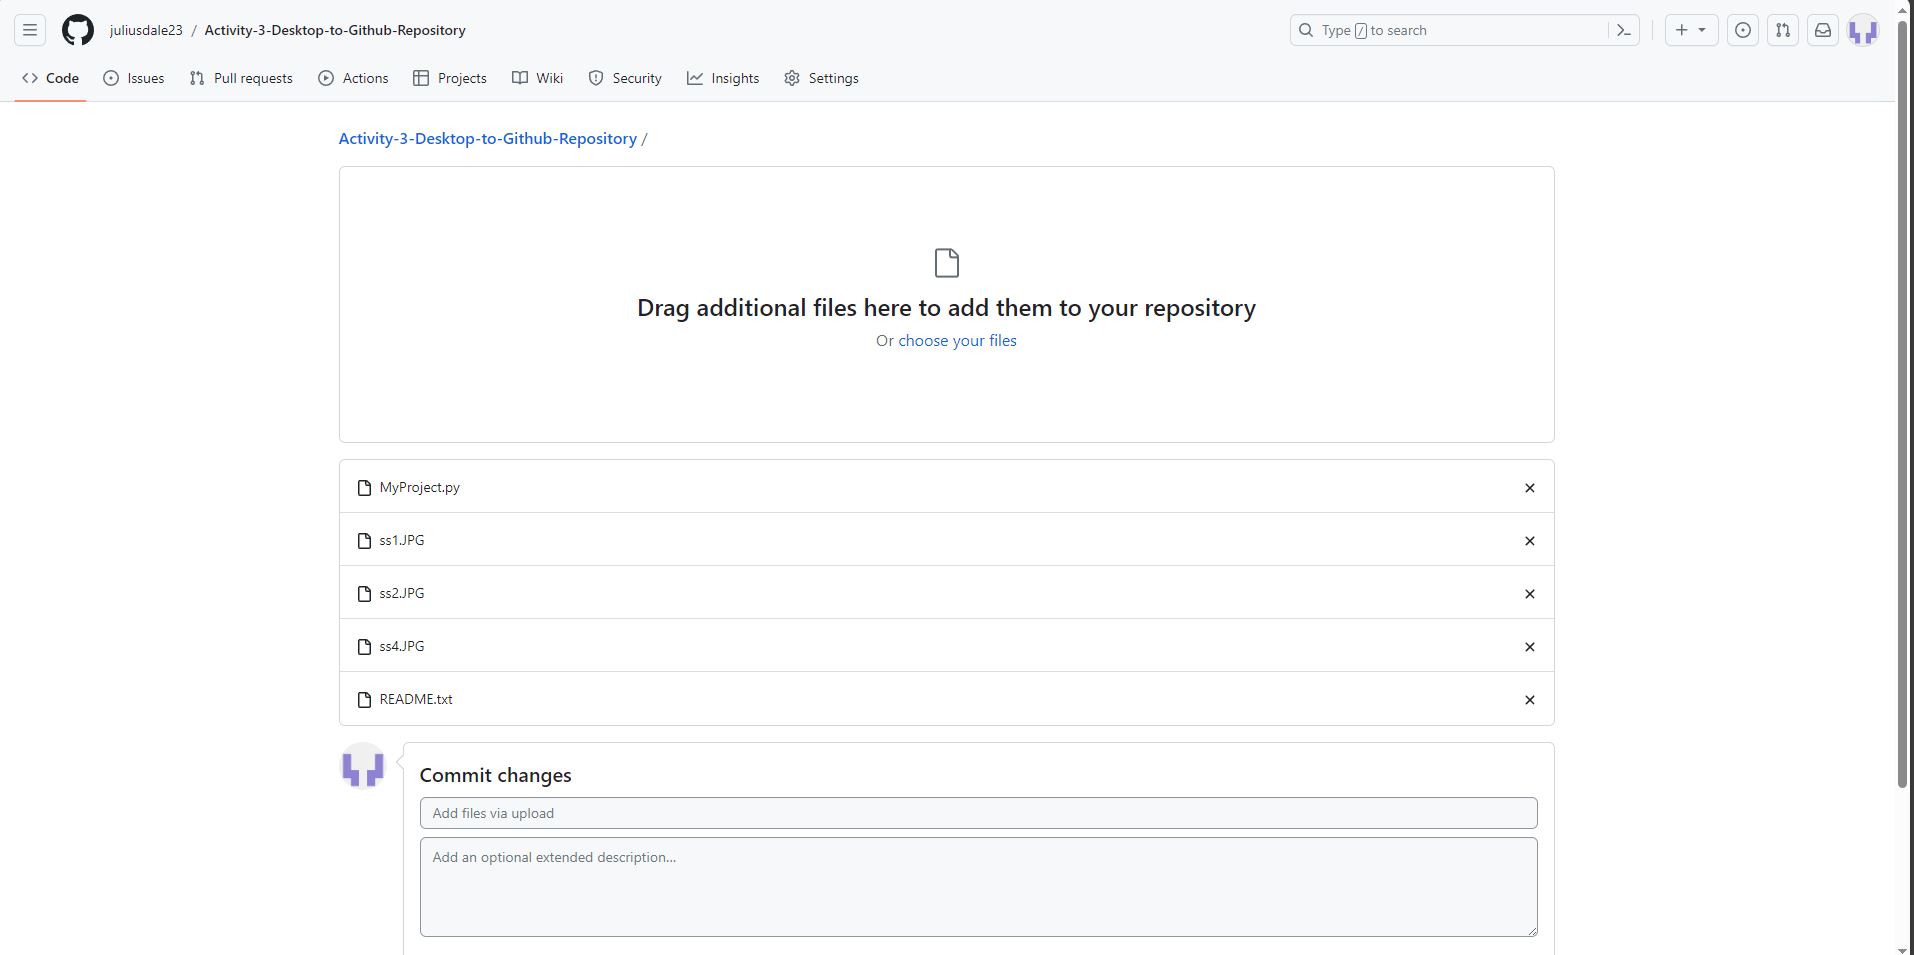 juliusdale23 / Activity-3-Desktop-to-Github-Repository
Type / to search
Code Issues Pull requests Actions Projects Wiki Security Insights Settings
Activity-3-Desktop-to-Github-Repository /
Drag additional files here to add them to your repository
Or choose your files
MyProject.py
ss1.JPG
ss2.JPG
ss4.JPG
README.txt
Commit changes
Add files via upload
Add an optional extended description...